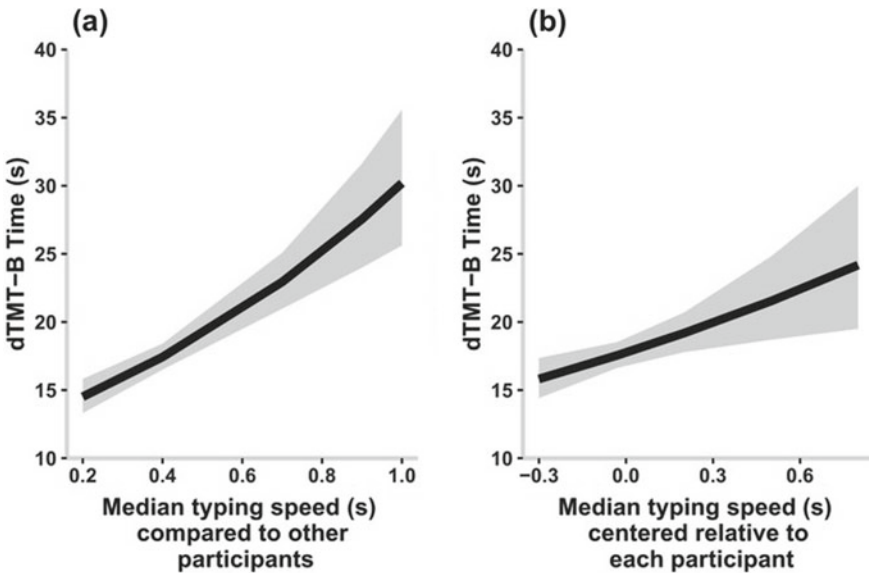 (a)
dTMT−B Time (s)
40
35
30
25
20
15
10
0.2 0.4 0.6 0.8 1.0
Median typing speed (s)
compared to other
participants
(b)
dTMT−B Time (s)
40
35
30
25
20
15
10
−0.3 0.0 0.3 0.6
Median typing speed (s)
centered relative to
each participant